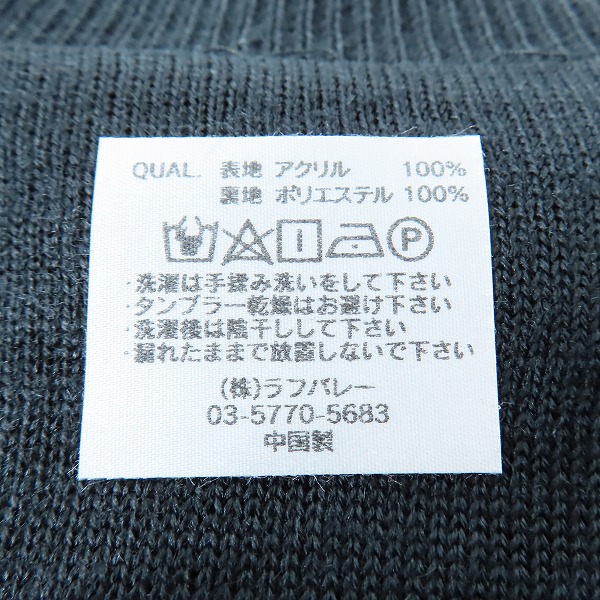 QUAL. 表地 アクリル 100%
裏地 ポリエステル 100%
P
・洗濯は手揉み洗いをして下さい
・タンブラー乾燥はお避け下さい
・洗濯後は陰干しして下さい
・漏れたままで放置しないで下さい
(株)ラフバレー
03-5770-5683
中国製